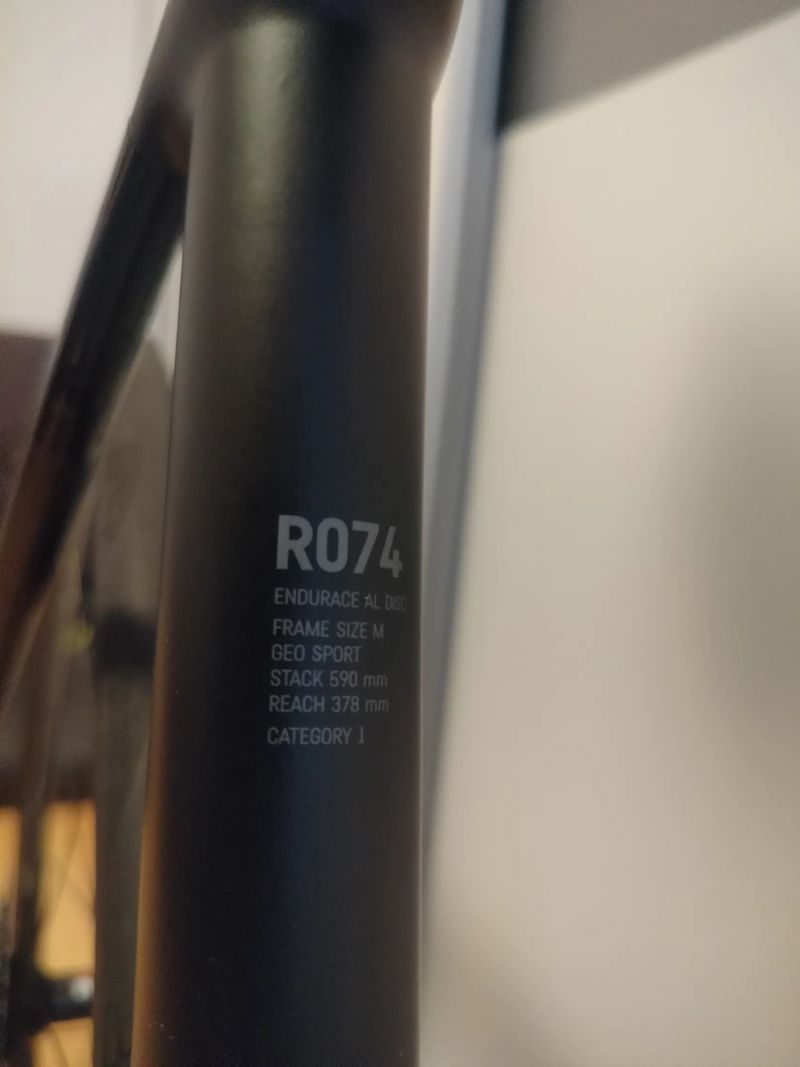 R074
ENDURACE AL DISC
FRAME SIZE M
GEO SPORT
STACK 590 mm
REACH 378 mm
CATEGORY 1